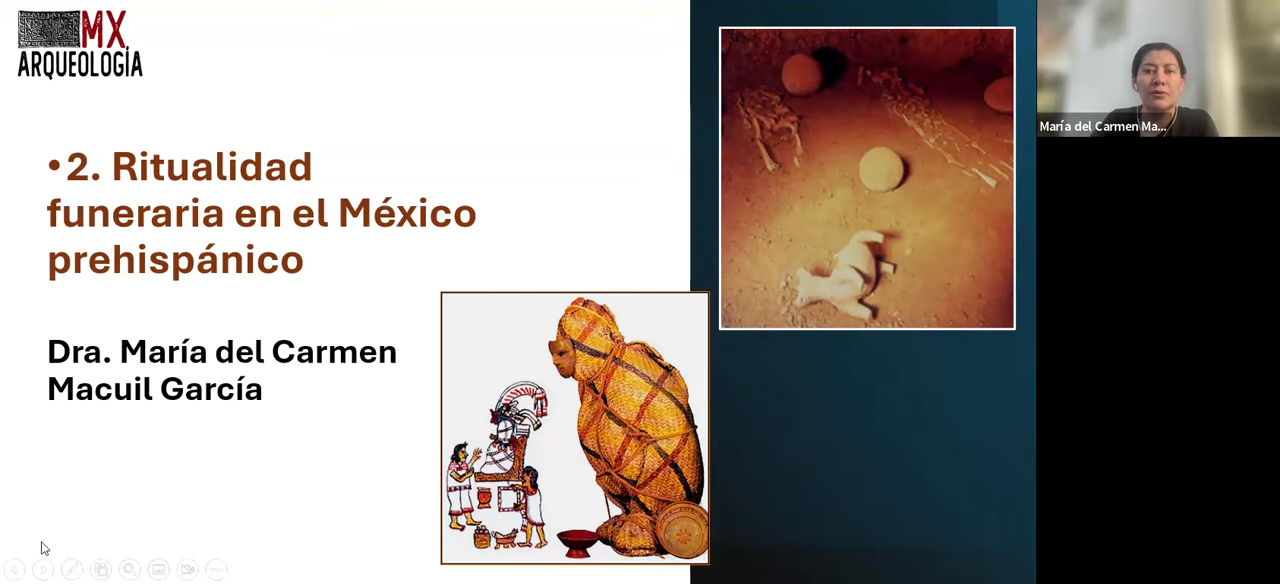 MX
ARQUEOLOGÍA
•2. Ritualidad
funeraria en el México
prehispánico
Dra. María del Carmen
Macuil García
María del Carmen Ma...